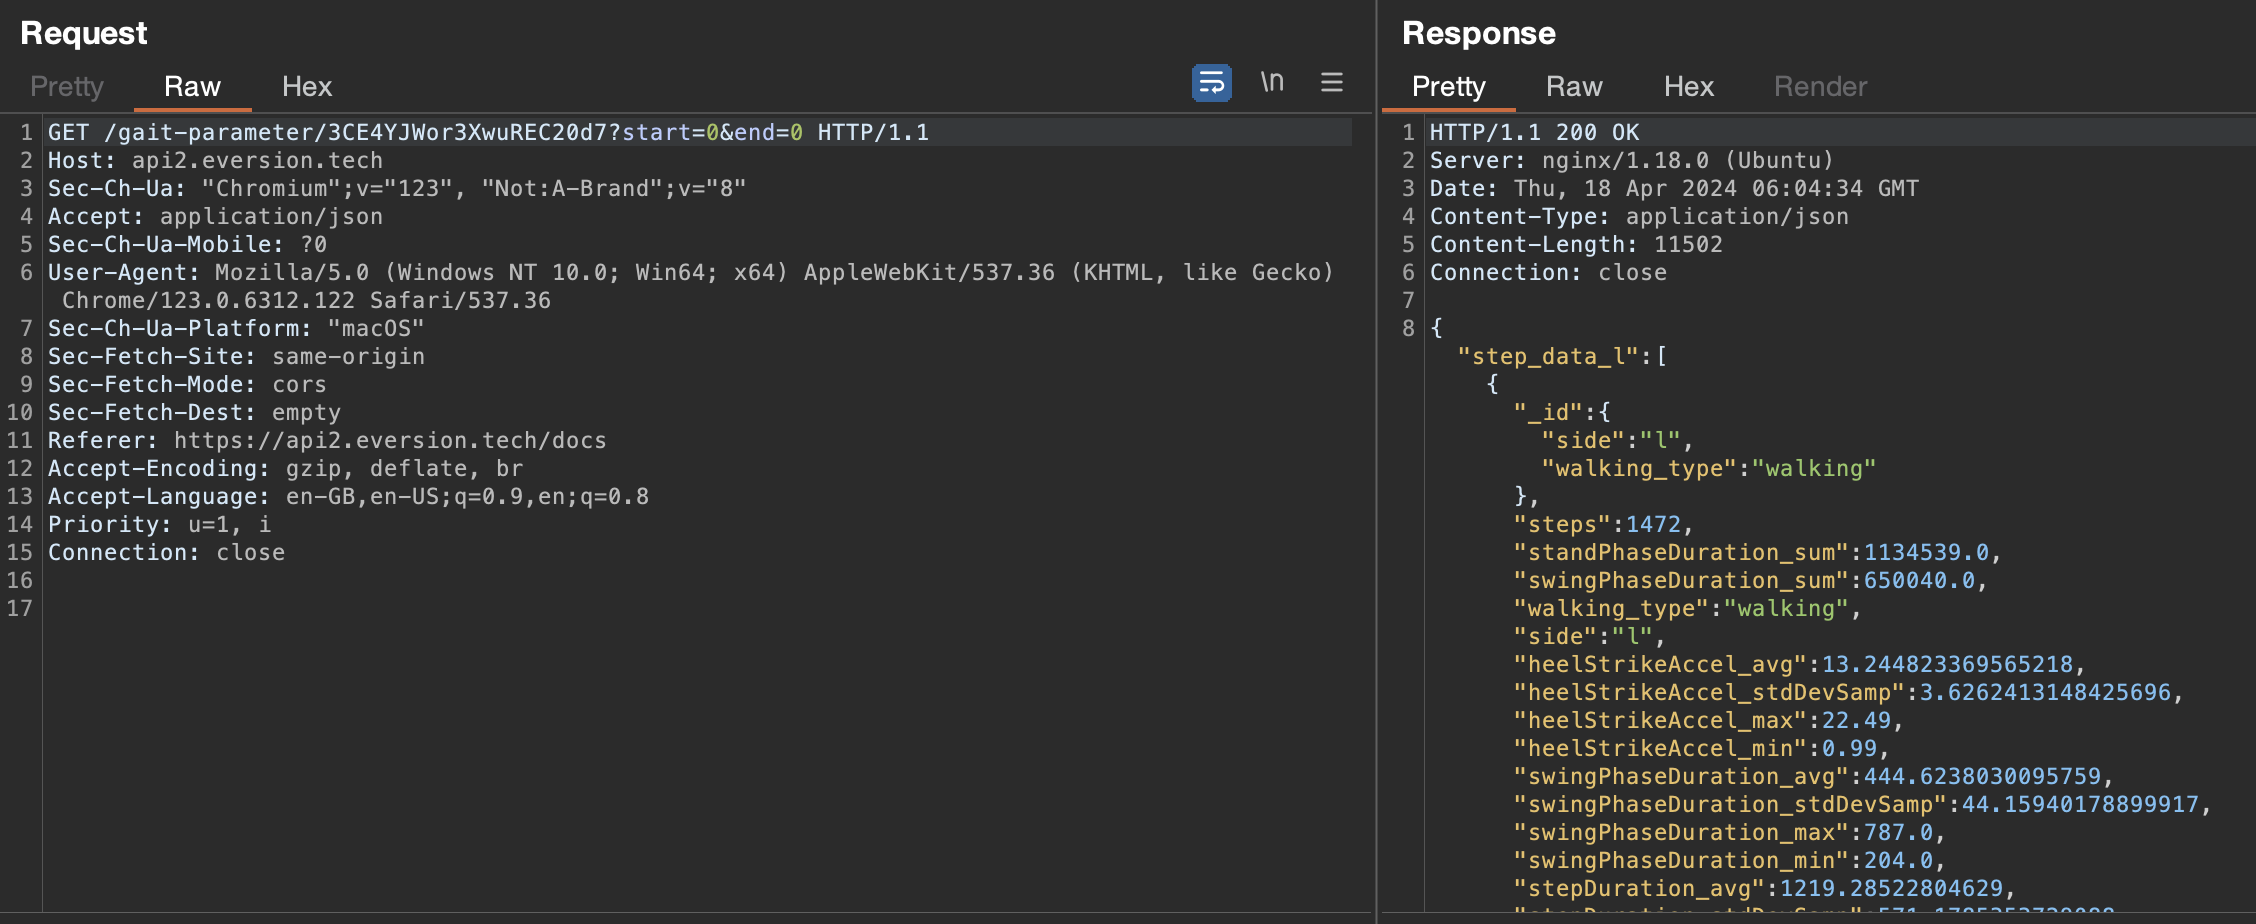 Request
Pretty Raw Hex
\n
1 GET /gait-parameter/3CE4YJWor3XwuREC20d7?start=0&end=0 HTTP/1.1
2 Host: api2.eversion.tech
3 Sec-Ch-Ua: "Chromium";v="123", "Not:A-Brand";v="8"
4 Accept: application/json
5 Sec-Ch-Ua-Mobile: ?0
6 User-Agent: Mozilla/5.0 (Windows NT 10.0; Win64; x64) AppleWebKit/537.36 (KHTML, like Gecko)
Chrome/123.0.6312.122 Safari/537.36
7 Sec-Ch-Ua-Platform: "macOS"
8 Sec-Fetch-Site: same-origin
9 Sec-Fetch-Mode: cors
10 Sec-Fetch-Dest: empty
11 Referer: https://api2.eversion.tech/docs
12 Accept-Encoding: gzip, deflate, br
13 Accept-Language: en-GB,en-US;q=0.9,en;q=0.8
14 Priority: u=1, i
15 Connection: close
16
17
Response
Pretty Raw Hex Render
1 HTTP/1.1 200 OK
2 Server: nginx/1.18.0 (Ubuntu)
3 Date: Thu, 18 Apr 2024 06:04:34 GMT
4 Content-Type: application/json
5 Content-Length: 11502
6 Connection: close
7
8 {
"step_data_l":[
{
"_id":{
"side":"l",
"walking_type":"walking"
},
"steps":1472,
"standPhaseDuration_sum":1134539.0,
"swingPhaseDuration_sum":650040.0,
"walking_type":"walking",
"side":"l",
"heelStrikeAccel_avg":13.244823369565218,
"heelStrikeAccel_stdDevSamp":3.6262413148425696,
"heelStrikeAccel_max":22.49,
"heelStrikeAccel_min":0.99,
"swingPhaseDuration_avg":444.6238030095759,
"swingPhaseDuration_stdDevSamp":44.15940178899917,
"swingPhaseDuration_max":787.0,
"swingPhaseDuration_min":204.0,
"stepDuration_avg":1219.28522804629,